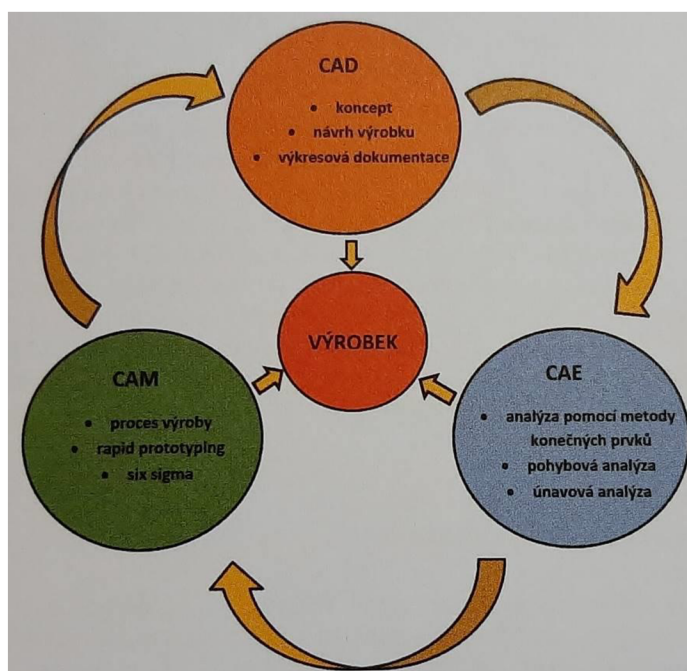 CAD
• koncept
• návrh výrobku
• výkresová dokumentace
VÝROBEK
CAM
• proces výroby
• rapid prototyping
• six sigma
CAE
• analýza pomocí metody
konečných prvků
• pohybová analýza
• únavová analýza